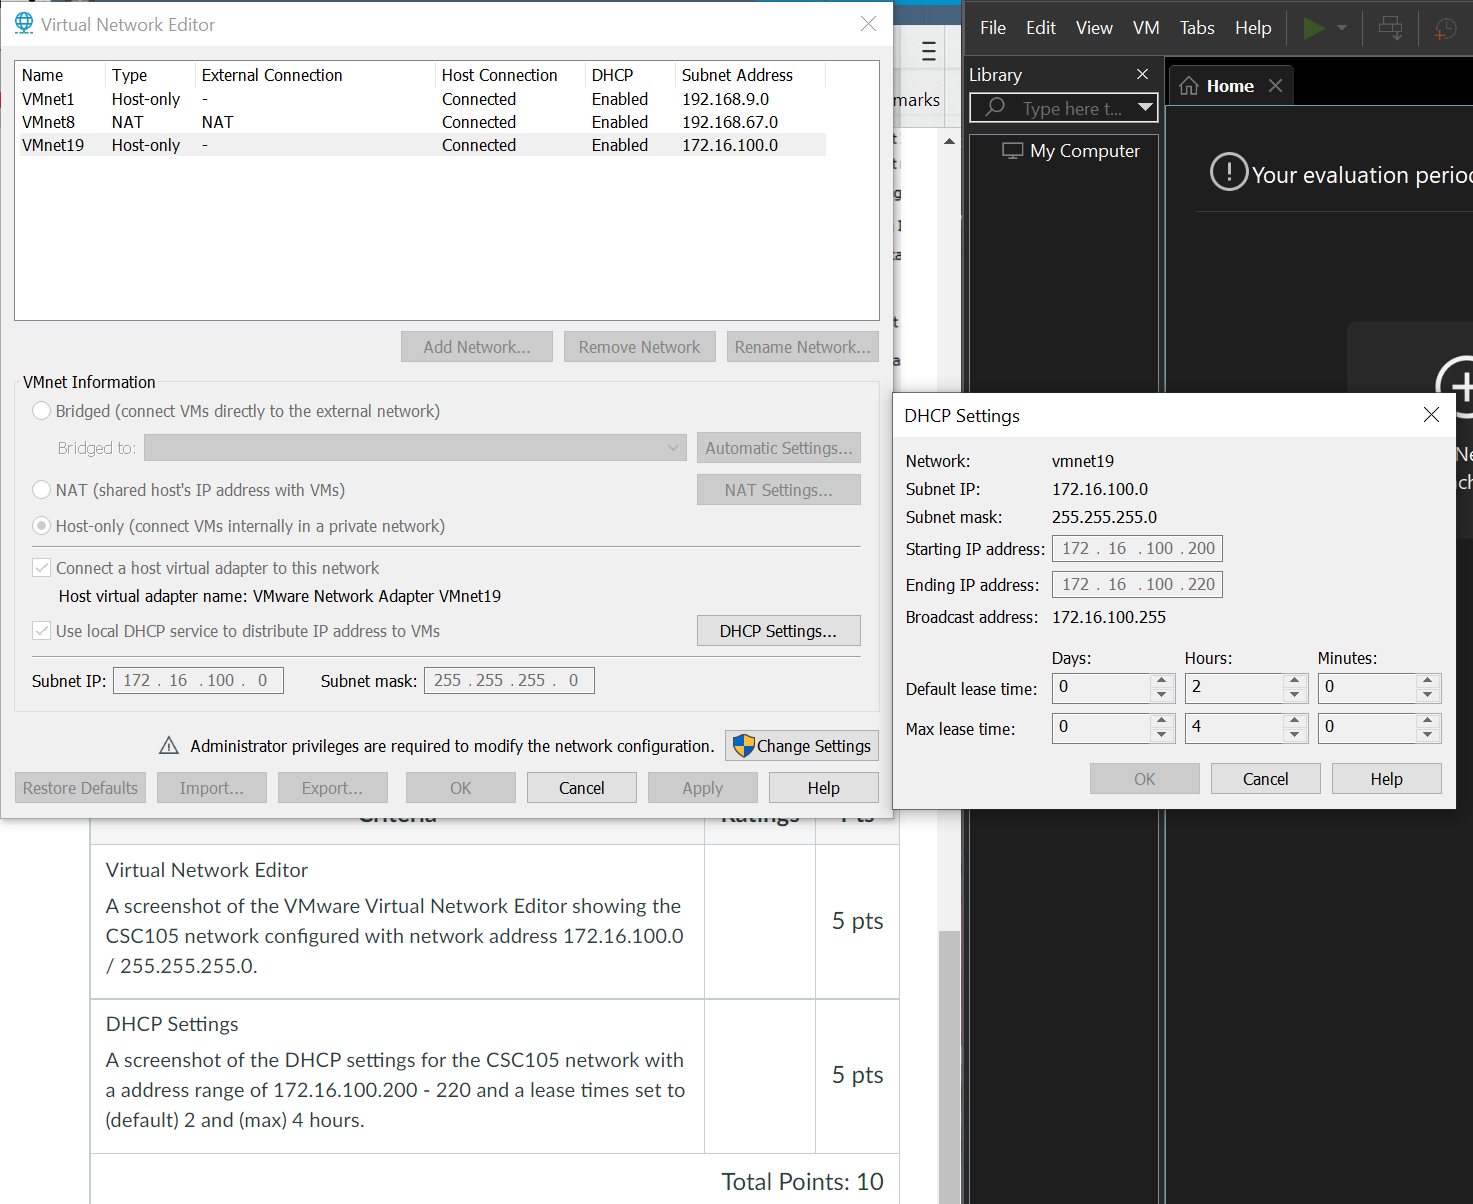 Virtual Network Editor
Name Type External Connection Host Connection DHCP Subnet Address
VMnet1 Host-only - Connected Enabled 192.168.9.0
VMnet8 NAT NAT Connected Enabled 192.168.67.0
VMnet19 Host-only - Connected Enabled 172.16.100.0
Add Network... Remove Network Rename Network...
VMnet Information
Bridged (connect VMs directly to the external network)
Bridged to: Automatic Settings...
NAT (shared host's IP address with VMs) NAT Settings...
Host-only (connect VMs internally in a private network)
Connect a host virtual adapter to this network
Host virtual adapter name: VMware Network Adapter VMnet19
Use local DHCP service to distribute IP address to VMs DHCP Settings...
Subnet IP: 172 . 16 . 100 . 0 Subnet mask: 255 . 255 . 255 . 0
Administrator privileges are required to modify the network configuration. Change Settings
Restore Defaults Import... Export... OK Cancel Apply Help
marks
File Edit View VM Tabs Help
Library
Type here t...
My Computer
Home
Your evaluation perio
DHCP Settings
Network: vmnet19
Subnet IP: 172.16.100.0
Subnet mask: 255.255.255.0
Starting IP address: 172 . 16 . 100 . 200
Ending IP address: 172 . 16 . 100 . 220
Broadcast address: 172.16.100.255
Days: Hours: Minutes:
Default lease time: 0 2 0
Max lease time: 0 4 0
OK Cancel Help
Criteria Ratings Pts
Virtual Network Editor
A screenshot of the VMware Virtual Network Editor showing the
CSC105 network configured with network address 172.16.100.0
/ 255.255.255.0.
5 pts
DHCP Settings
A screenshot of the DHCP settings for the CSC105 network with
a address range of 172.16.100.200 - 220 and a lease times set to
(default) 2 and (max) 4 hours.
5 pts
Total Points: 10